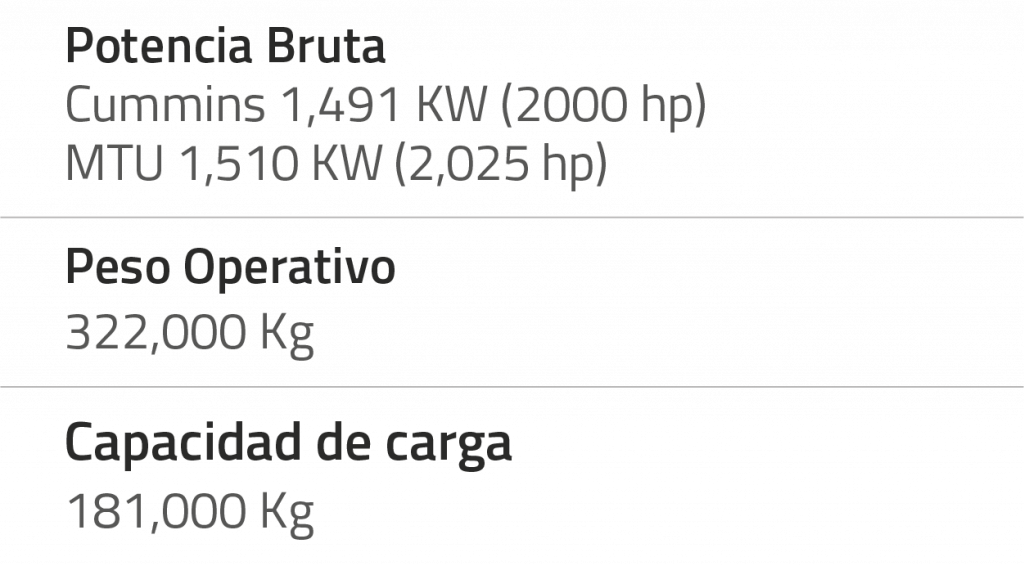 Potencia Bruta
Cummins 1,491 KW (2000 hp)
MTU 1,510 KW (2,025 hp)
Peso Operativo
322,000 Kg
Capacidad de carga
181,000 Kg